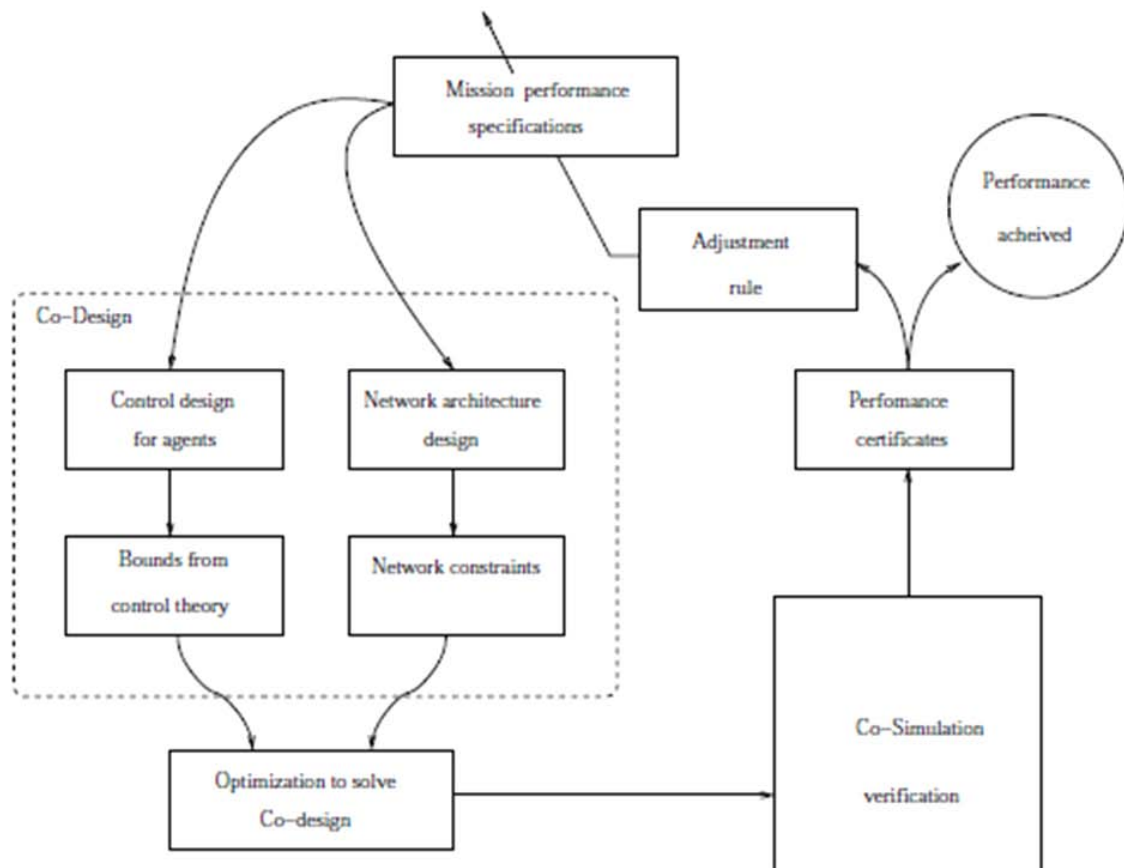 Mission performance
specifications
Performance
acheived
Adjustment
rule
Co-Design
Control design
for agents
Network architecture
design
Perfomance
certificates
Bounds from
control theory
Network constraints
Co-Simulation
verification
Optimization to solve
Co-design